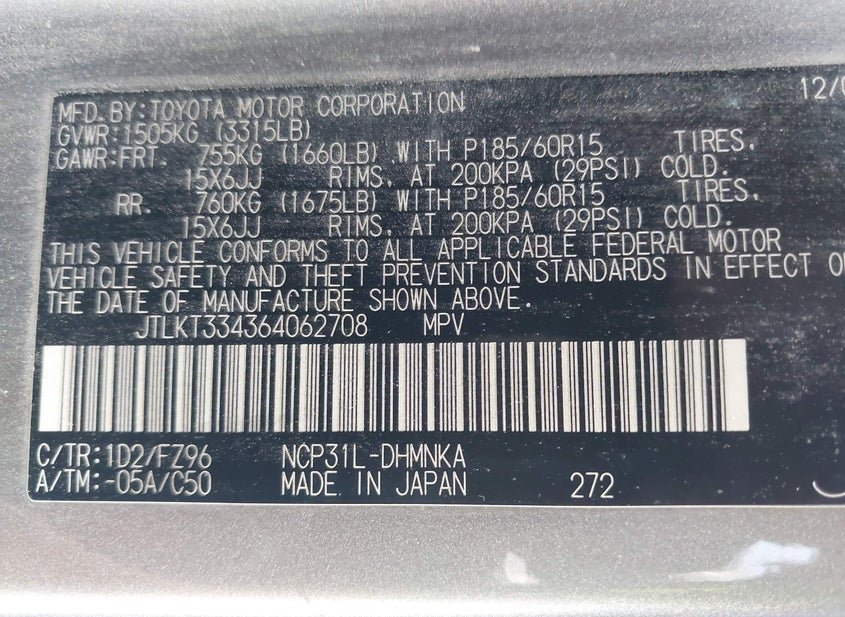 MFD. BY: TOYOTA MOTOR CORPORATION 12/0
GVWR: 1505KG (3315LB)
GAWR: FRT. 755KG (1660LB) WITH P185/60R15 TIRES,
15X6JJ RIMS, AT 200KPA (29PSI) COLD.
RR. 760KG (1675LB) WITH P185/60R15 TIRES,
15X6JJ RIMS, AT 200KPA (29PSI) COLD.
THIS VEHICLE CONFORMS TO ALL APPLICABLE FEDERAL MOTOR
VEHICLE SAFETY AND THEFT PREVENTION STANDARDS IN EFFECT O
THE DATE OF MANUFACTURE SHOWN ABOVE.
JTLKT334364062708 MPV
C/TR: 1D2/FZ96 NCP31L-DHMNKA
A/TM: -05A/C50 MADE IN JAPAN 272